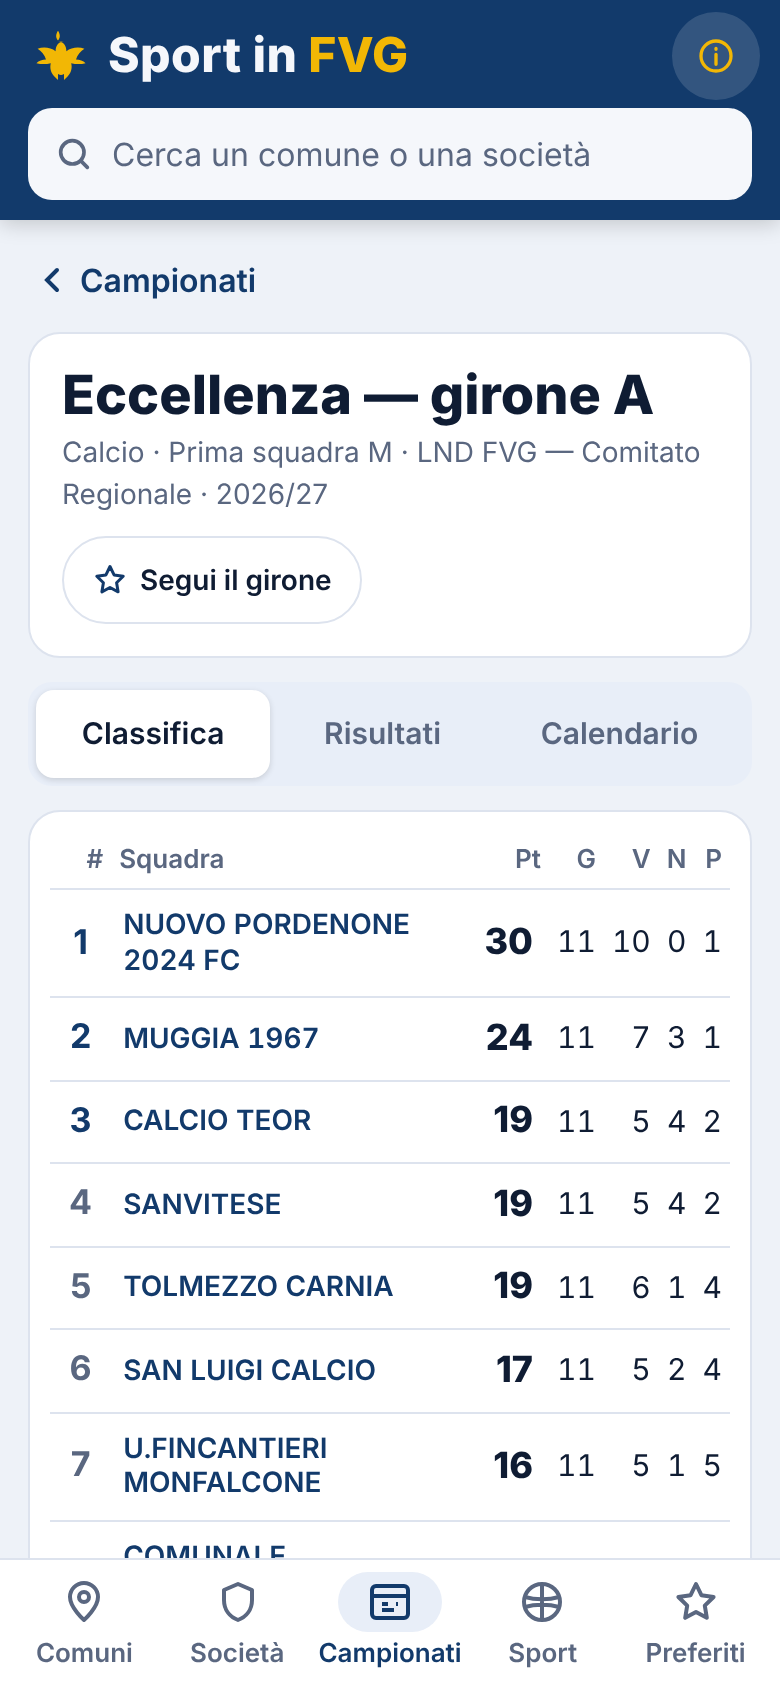 Sport in FVG
Cerca un comune o una società
Campionati
Eccellenza — girone A
Calcio · Prima squadra M · LND FVG — Comitato
Regionale · 2026/27
Segui il girone
Classifica Risultati Calendario
# Squadra Pt G V N P
1 NUOVO PORDENONE 2024 FC 30 11 10 0 1
2 MUGGIA 1967 24 11 7 3 1
3 CALCIO TEOR 19 11 5 4 2
4 SANVITESE 19 11 5 4 2
5 TOLMEZZO CARNIA 19 11 6 1 4
6 SAN LUIGI CALCIO 17 11 5 2 4
7 U.FINCANTIERI MONFALCONE 16 11 5 1 5
COMUNALE
Comuni Società Campionati Sport Preferiti